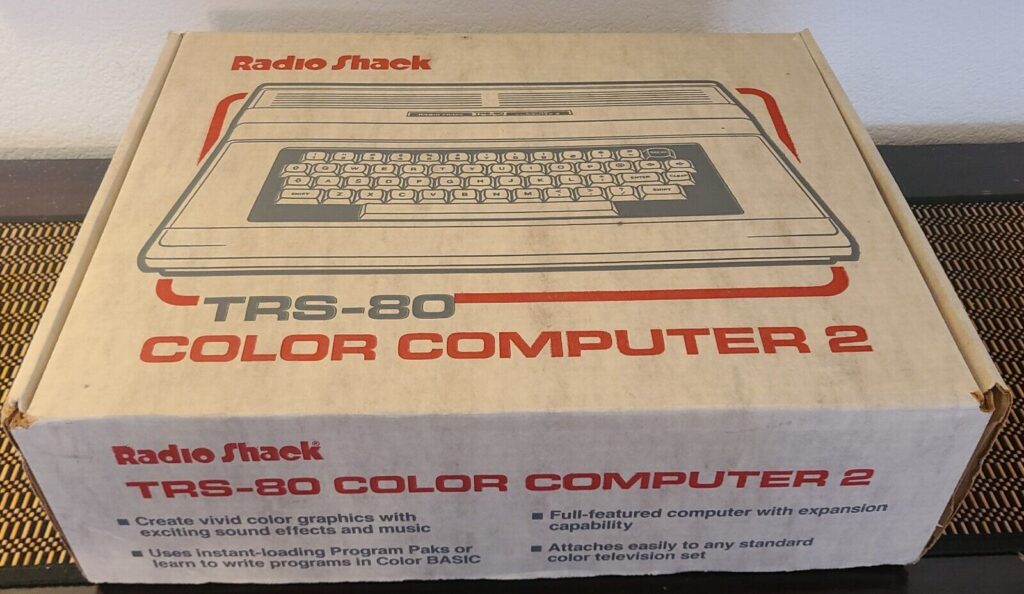 Radio Shack
SHIFT Z X C V B N M SHIFT
TRS-80
COLOR COMPUTER 2
Radio Shack®
TRS-80 COLOR COMPUTER 2
■ Create vivid color graphics with
exciting sound effects and music
■ Uses instant-loading Program Paks or
learn to write programs in Color BASIC
■ Full-featured computer with expansion
capability
■ Attaches easily to any standard
color television set